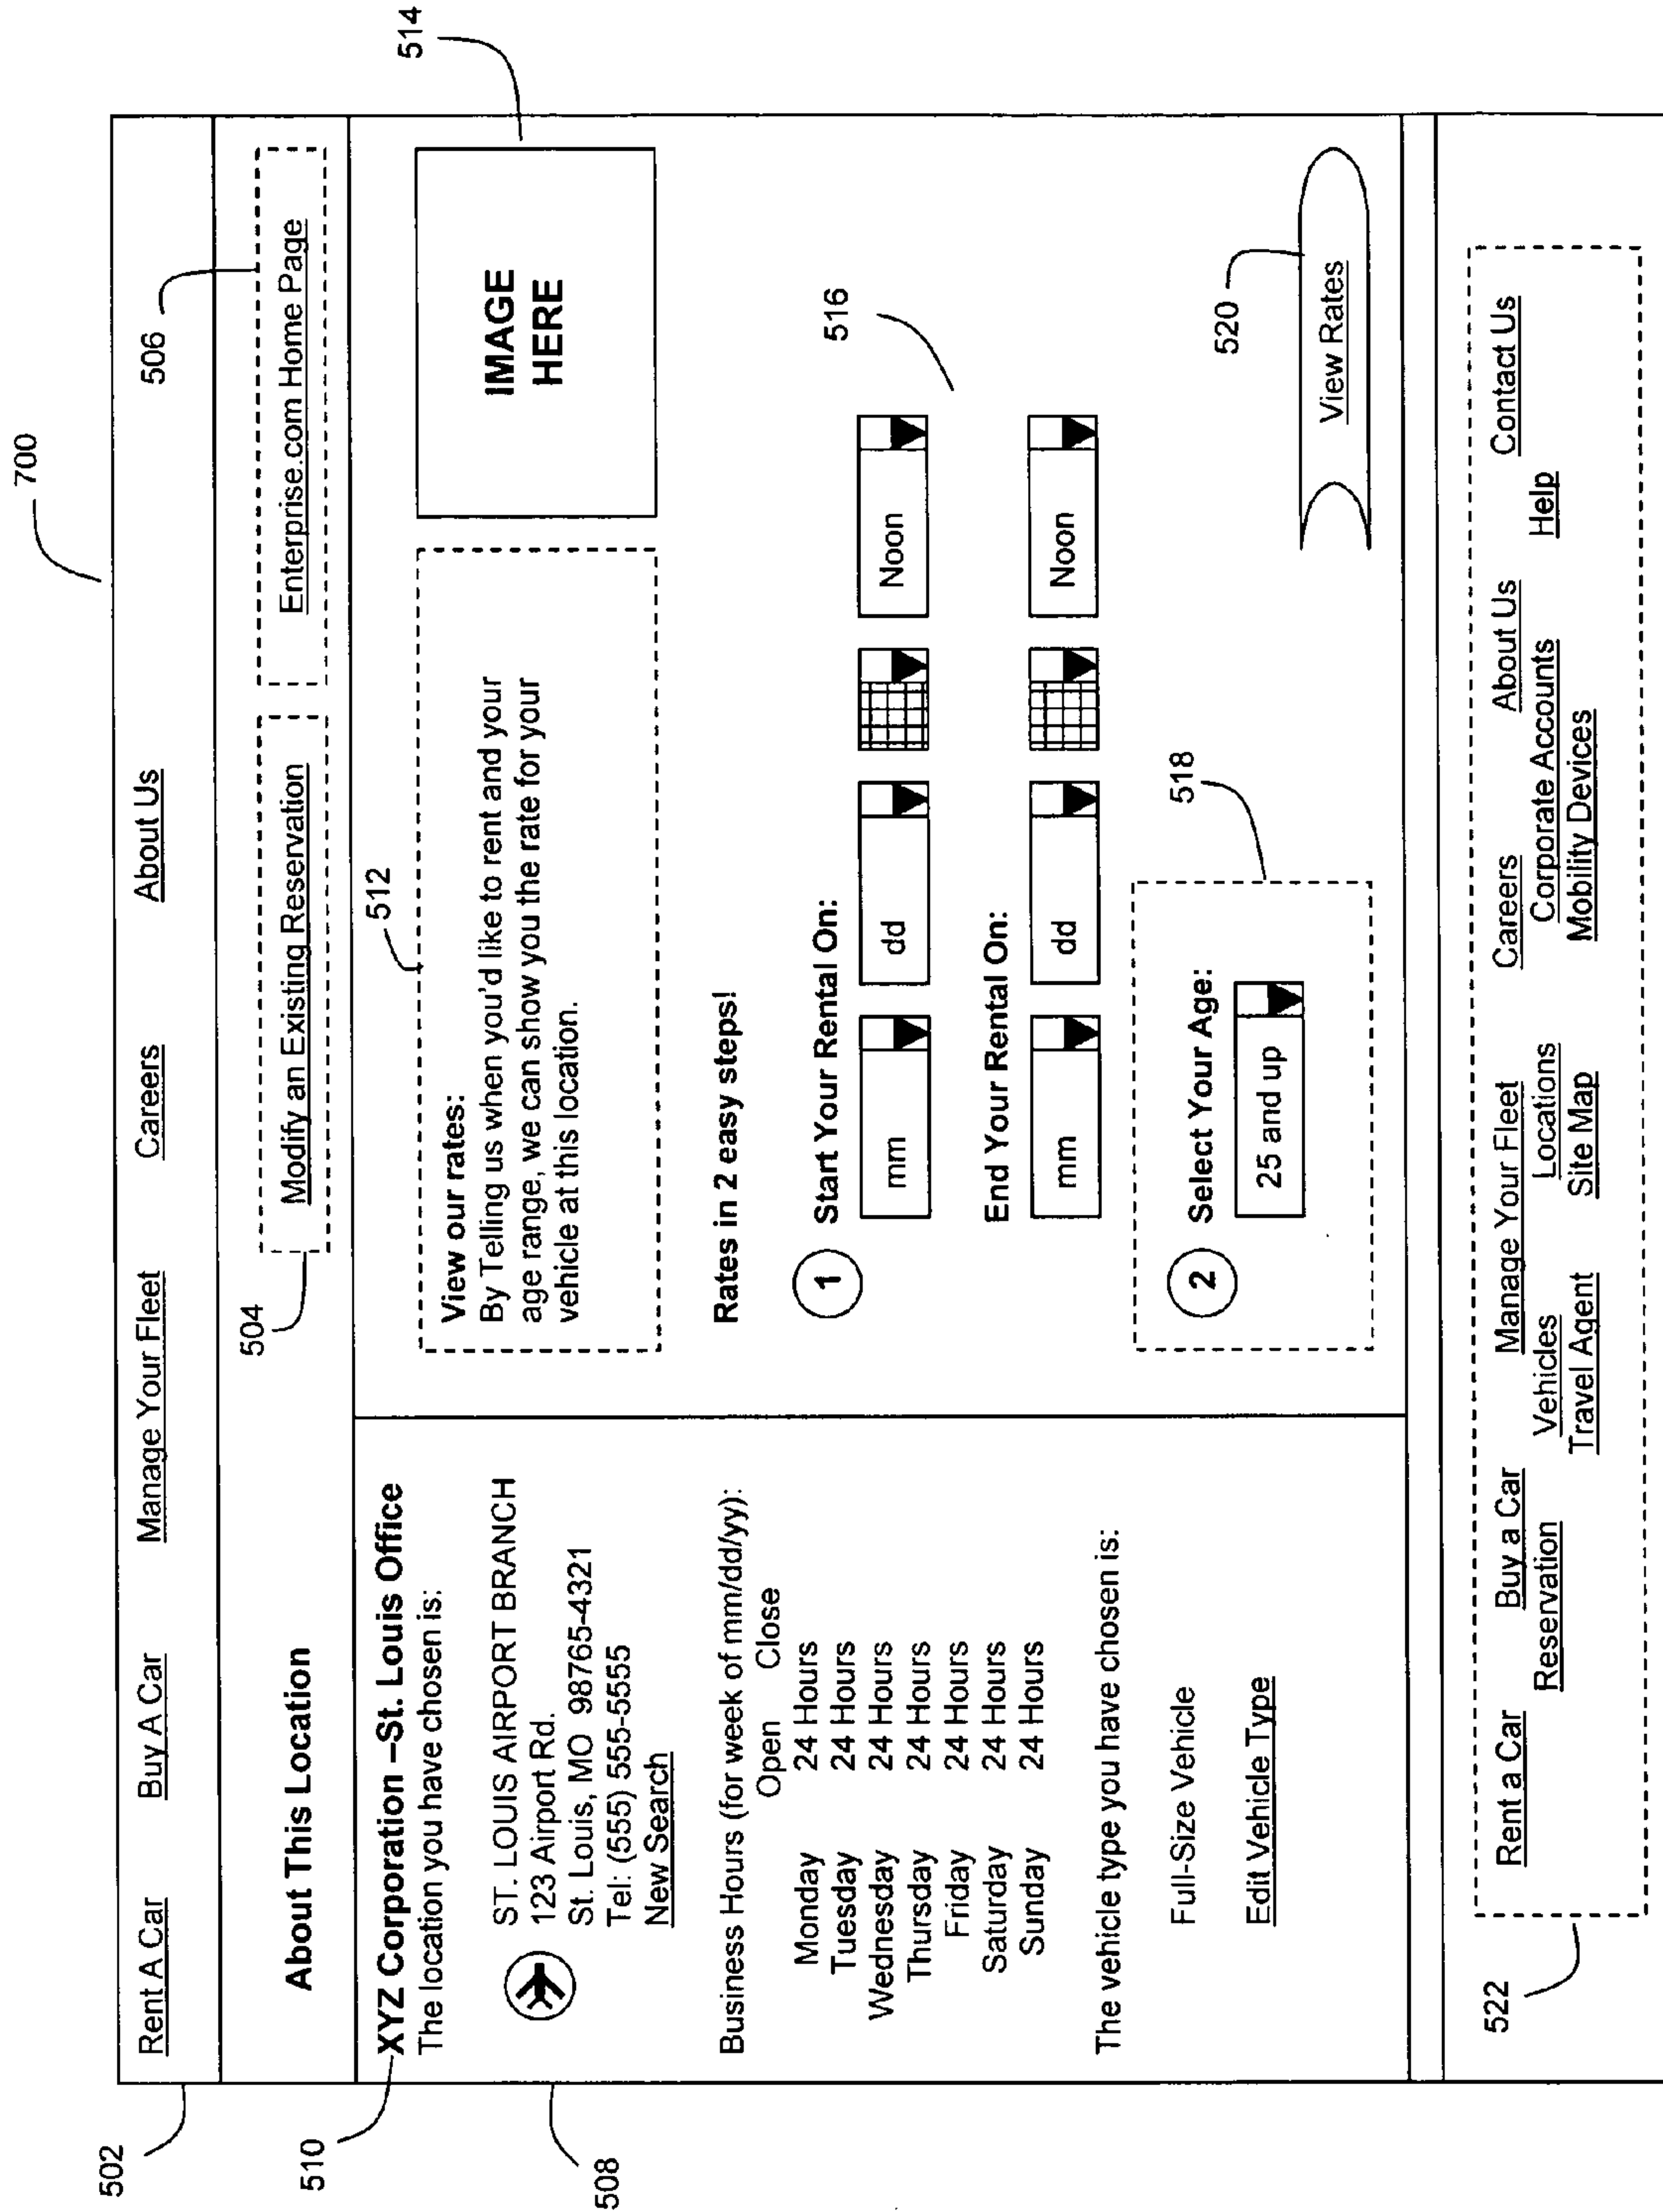 700
502
Rent A Car Buy A Car Manage Your Fleet Careers About Us
506
504
About This Location
Modify an Existing Reservation
Enterprise.com Home Page
510
XYZ Corporation –St. Louis Office
The location you have chosen is:
508
ST. LOUIS AIRPORT BRANCH
123 Airport Rd.
St. Louis, MO 98765-4321
Tel: (555) 555-5555
New Search
Business Hours (for week of mm/dd/yy):
Open Close
Monday 24 Hours
Tuesday 24 Hours
Wednesday 24 Hours
Thursday 24 Hours
Friday 24 Hours
Saturday 24 Hours
Sunday 24 Hours
The vehicle type you have chosen is:
Full-Size Vehicle
Edit Vehicle Type
512
View our rates:
By Telling us when you'd like to rent and your
age range, we can show you the rate for your
vehicle at this location.
514
IMAGE
HERE
Rates in 2 easy steps!
1 Start Your Rental On:
mm dd Noon
516
End Your Rental On:
mm dd Noon
518
2 Select Your Age:
25 and up
520
View Rates
522
Rent a Car Buy a Car Manage Your Fleet Careers About Us Contact Us
Reservation Vehicles Locations Corporate Accounts Help
Travel Agent Site Map Mobility Devices